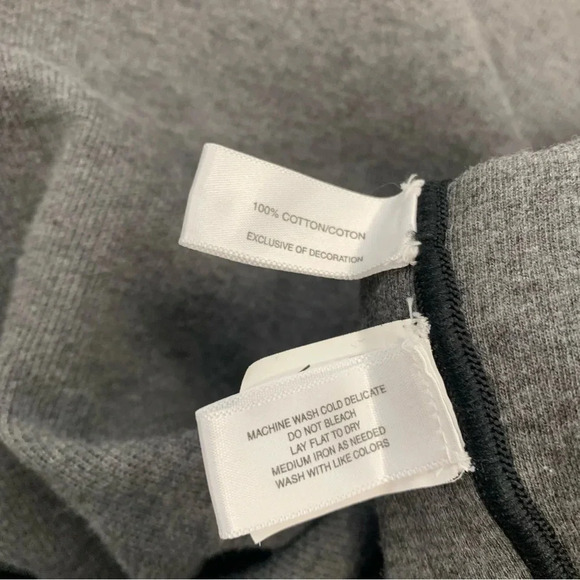 100% COTTON/COTON
EXCLUSIVE OF DECORATION
MACHINE WASH COLD DELICATE
DO NOT BLEACH
LAY FLAT TO DRY
MEDIUM IRON AS NEEDED
WASH WITH LIKE COLORS